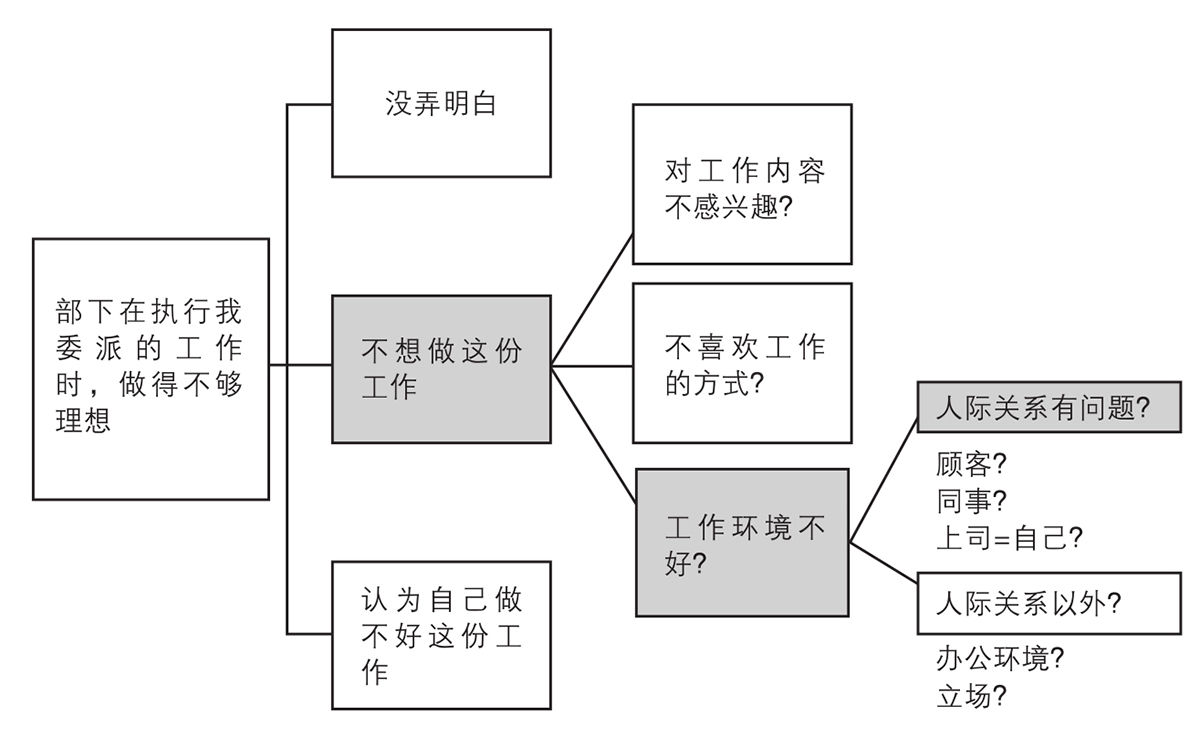 部下在执行我
委派的工作
时，做得不够
理想
没弄明白
不想做这份
工作
认为自己做
不好这份工
作
对工作内容
不感兴趣?
不喜欢工作
的方式?
工作环境不
好?
人际关系有问题?
顾客?
同事?
上司=自己?
人际关系以外?
办公环境?
立场?